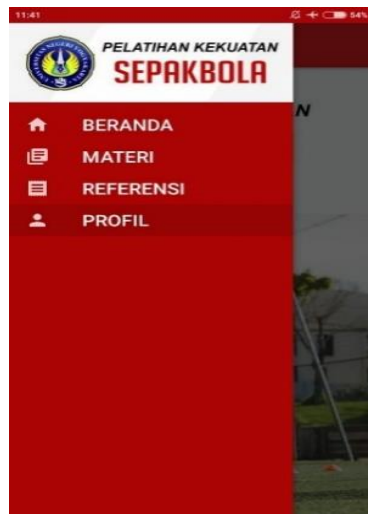 11:41
54%
PELATIHAN KEKUATAN
SEPAKBOLA
N
BERANDA
MATERI
REFERENSI
PROFIL